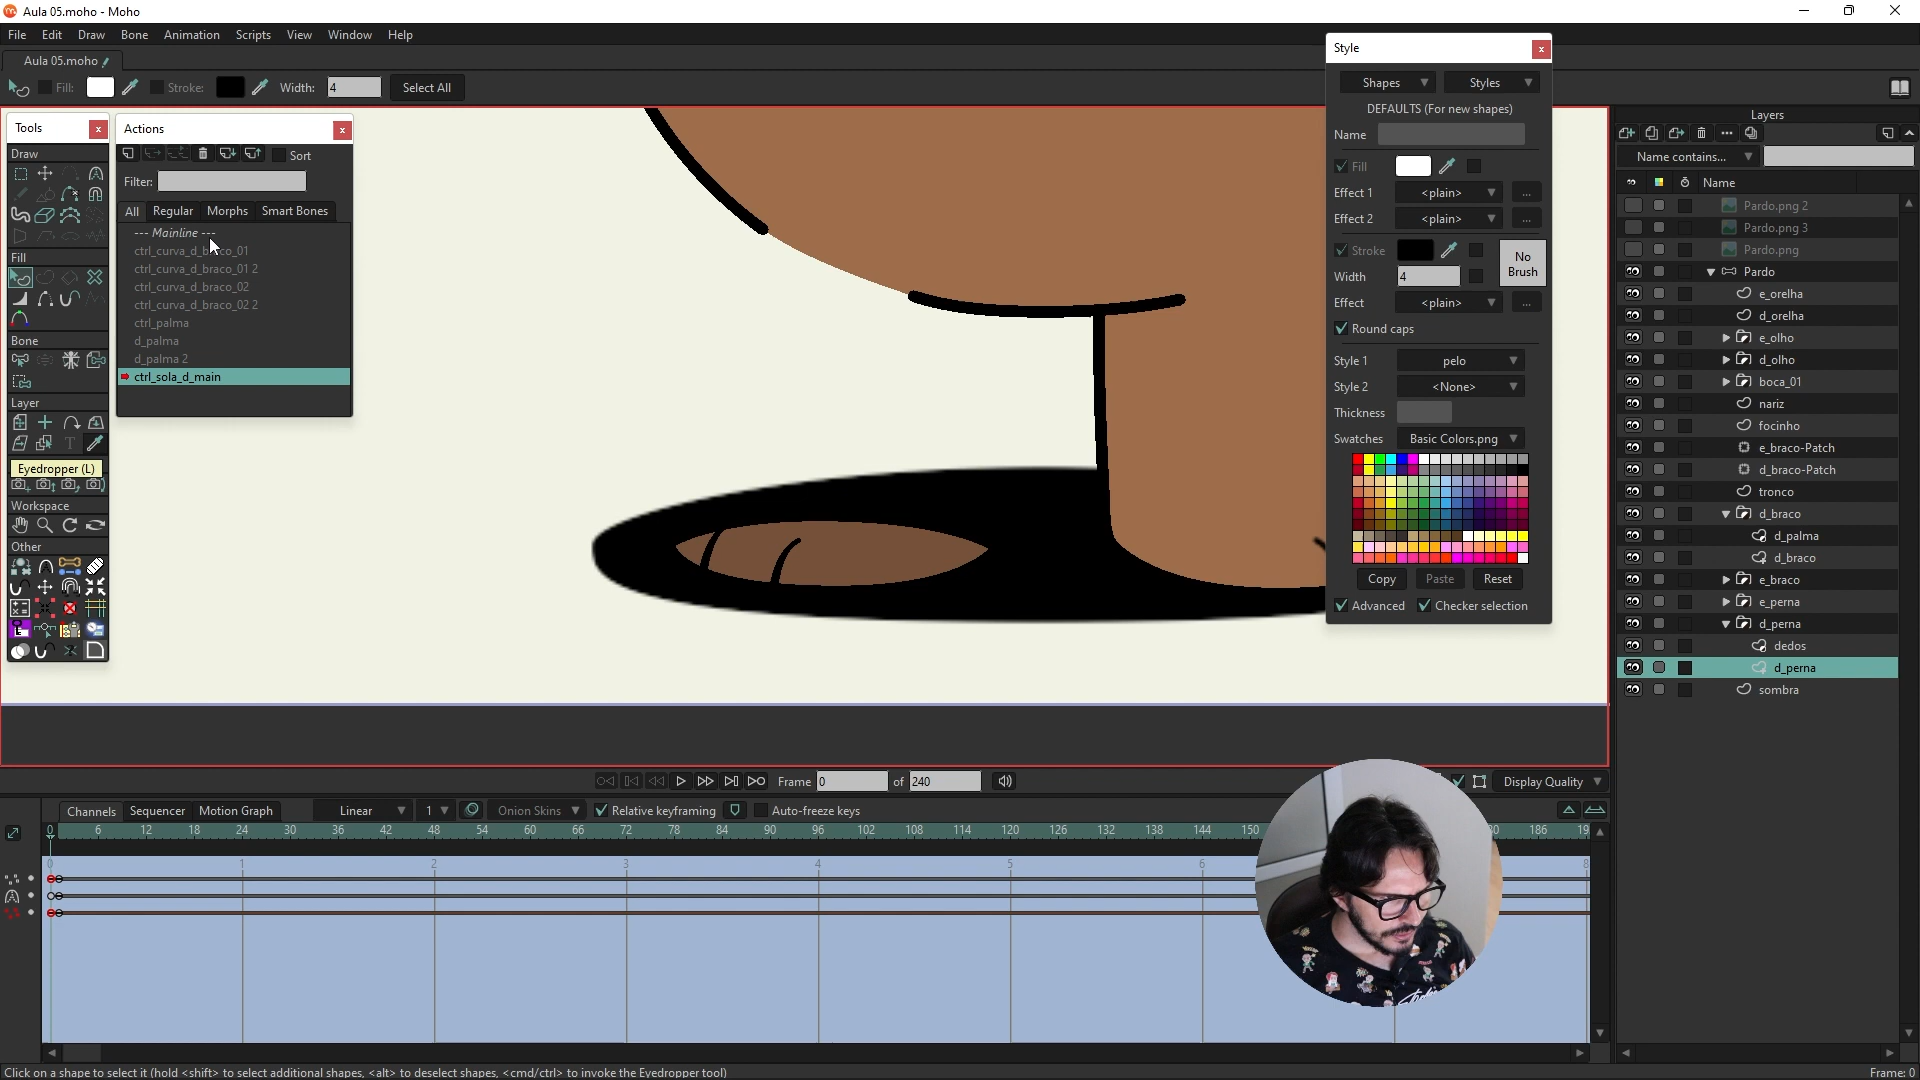 Aula 05.moho - Moho
File Edit Draw Bone Animation Scripts View Window Help
Aula 05.moho
Fill: Stroke: Width: 4 Select All
Tools
Draw
Fill
Bone
Layer
Eyedropper (L)
Workspace
Other
Actions
Sort
Filter:
All Regular Morphs Smart Bones
--- Mainline ---
ctrl_curva_d_braco_01
ctrl_curva_d_braco_01 2
ctrl_curva_d_braco_02
ctrl_curva_d_braco_02 2
ctrl_palma
d_palma
d_palma 2
ctrl_sola_d_main
Style
Shapes Styles
DEFAULTS (For new shapes)
Name
Fill
Effect 1 <plain> ...
Effect 2 <plain> ...
Stroke
No Brush
Width 4
Effect <plain> ...
Round caps
Style 1 pelo
Style 2 <None>
Thickness
Swatches Basic Colors.png
Copy Paste Reset
Advanced Checker selection
Layers
Name contains...
Name
Pardo.png 2
Pardo.png 3
Pardo.png
Pardo
e_orelha
d_orelha
e_olho
d_olho
boca_01
nariz
focinho
e_braco-Patch
d_braco-Patch
tronco
d_braco
d_palma
d_braco
e_braco
e_perna
d_perna
dedos
d_perna
sombra
Frame 0 of 240
Display Quality
Channels Sequencer Motion Graph Linear 1 Onion Skins Relative keyframing Auto-freeze keys
0 6 12 18 24 30 36 42 48 54 60 66 72 78 84 90 96 102 108 114 120 126 132 138 144 150 186
0 1 2 3 4 5 6 8
Click on a shape to select it (hold <shift> to select additional shapes, <alt> to deselect shapes, <cmd/ctrl> to invoke the Eyedropper tool)
Frame: 0